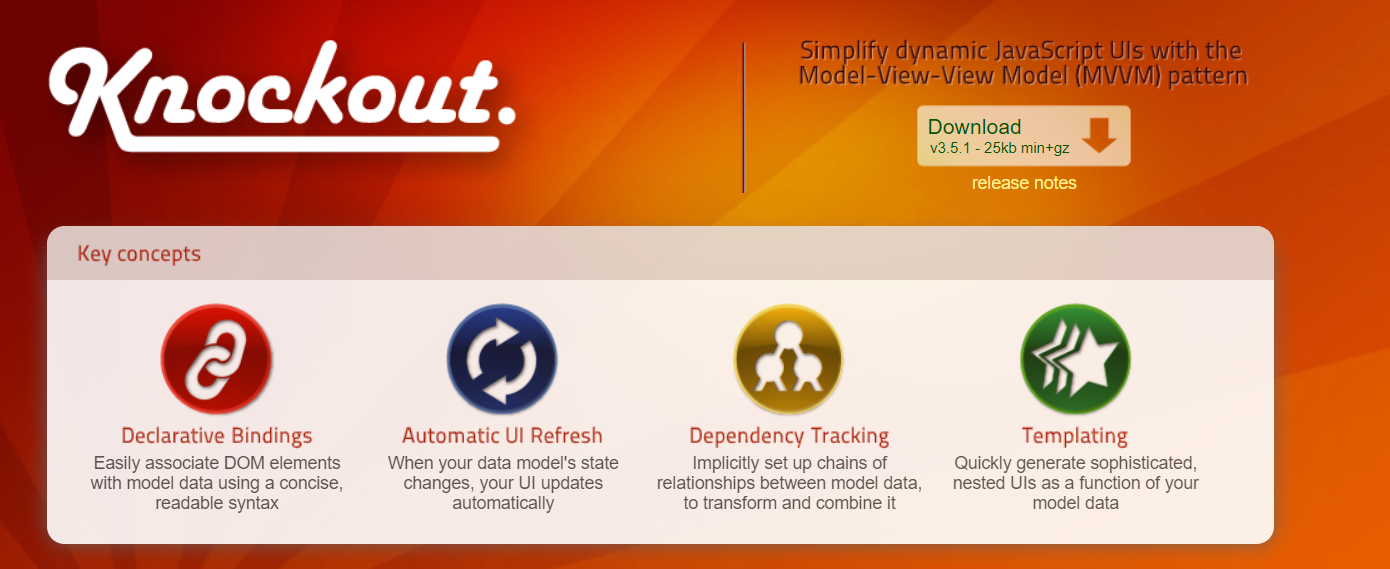 Knockout.
Simplify dynamic JavaScript UIs with the
Model-View-View Model (MVVM) pattern
Download
v3.5.1 - 25kb min+gz
release notes
Key concepts
Declarative Bindings
Easily associate DOM elements
with model data using a concise,
readable syntax
Automatic UI Refresh
When your data model's state
changes, your UI updates
automatically
Dependency Tracking
Implicitly set up chains of
relationships between model data,
to transform and combine it
Templating
Quickly generate sophisticated,
nested UIs as a function of your
model data